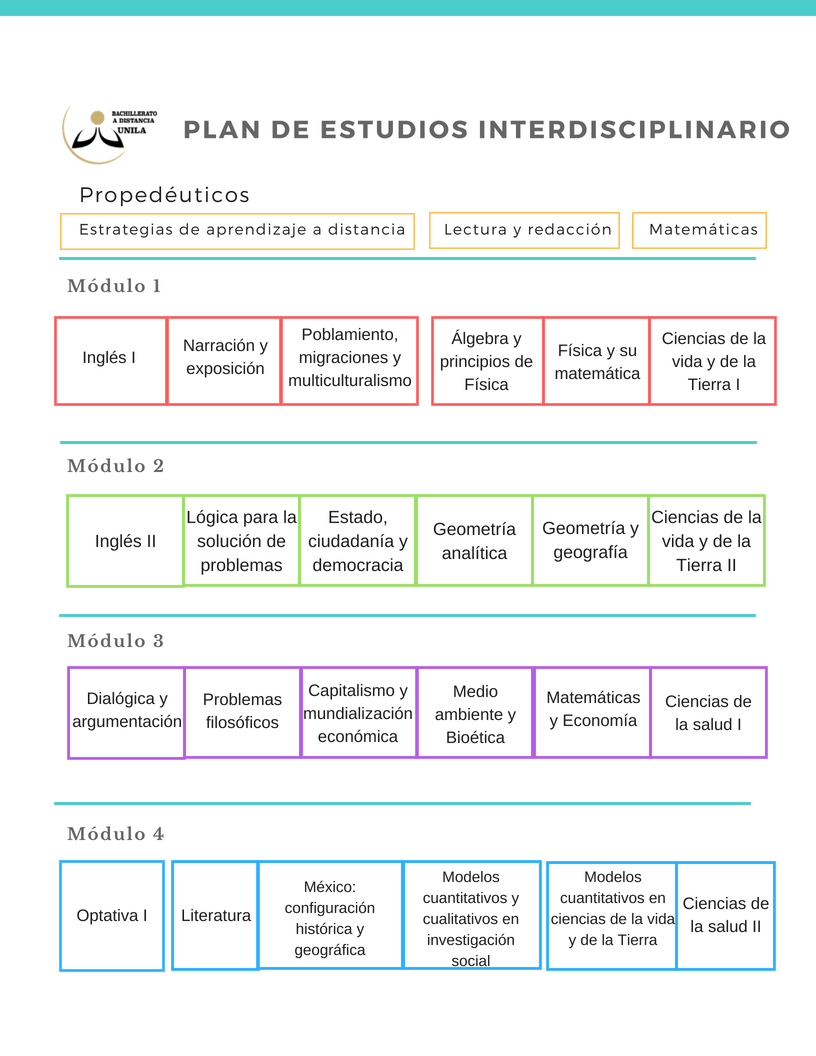 BACHILLERATO
A DISTANCIA
UNILA
PLAN DE ESTUDIOS INTERDISCIPLINARIO
Propedéuticos
Estrategias de aprendizaje a distancia
Lectura y redacción
Matemáticas
Módulo 1
Inglés I
Narración y
exposición
Poblamiento,
migraciones y
multiculturalismo
Álgebra y
principios de
Física
Física y su
matemática
Ciencias de la
vida y de la
Tierra I
Módulo 2
Inglés II
Lógica para la
solución de
problemas
Estado,
ciudadanía y
democracia
Geometría
analítica
Geometría y
geografía
Ciencias de la
vida y de la
Tierra II
Módulo 3
Dialógica y
argumentación
Problemas
filosóficos
Capitalismo y
mundialización
económica
Medio
ambiente y
Bioética
Matemáticas
y Economía
Ciencias de
la salud I
Módulo 4
Optativa I
Literatura
México:
configuración
histórica y
geográfica
Modelos
cuantitativos y
cualitativos en
investigación
social
Modelos
cuantitativos en
ciencias de la vida
y de la Tierra
Ciencias de
la salud II